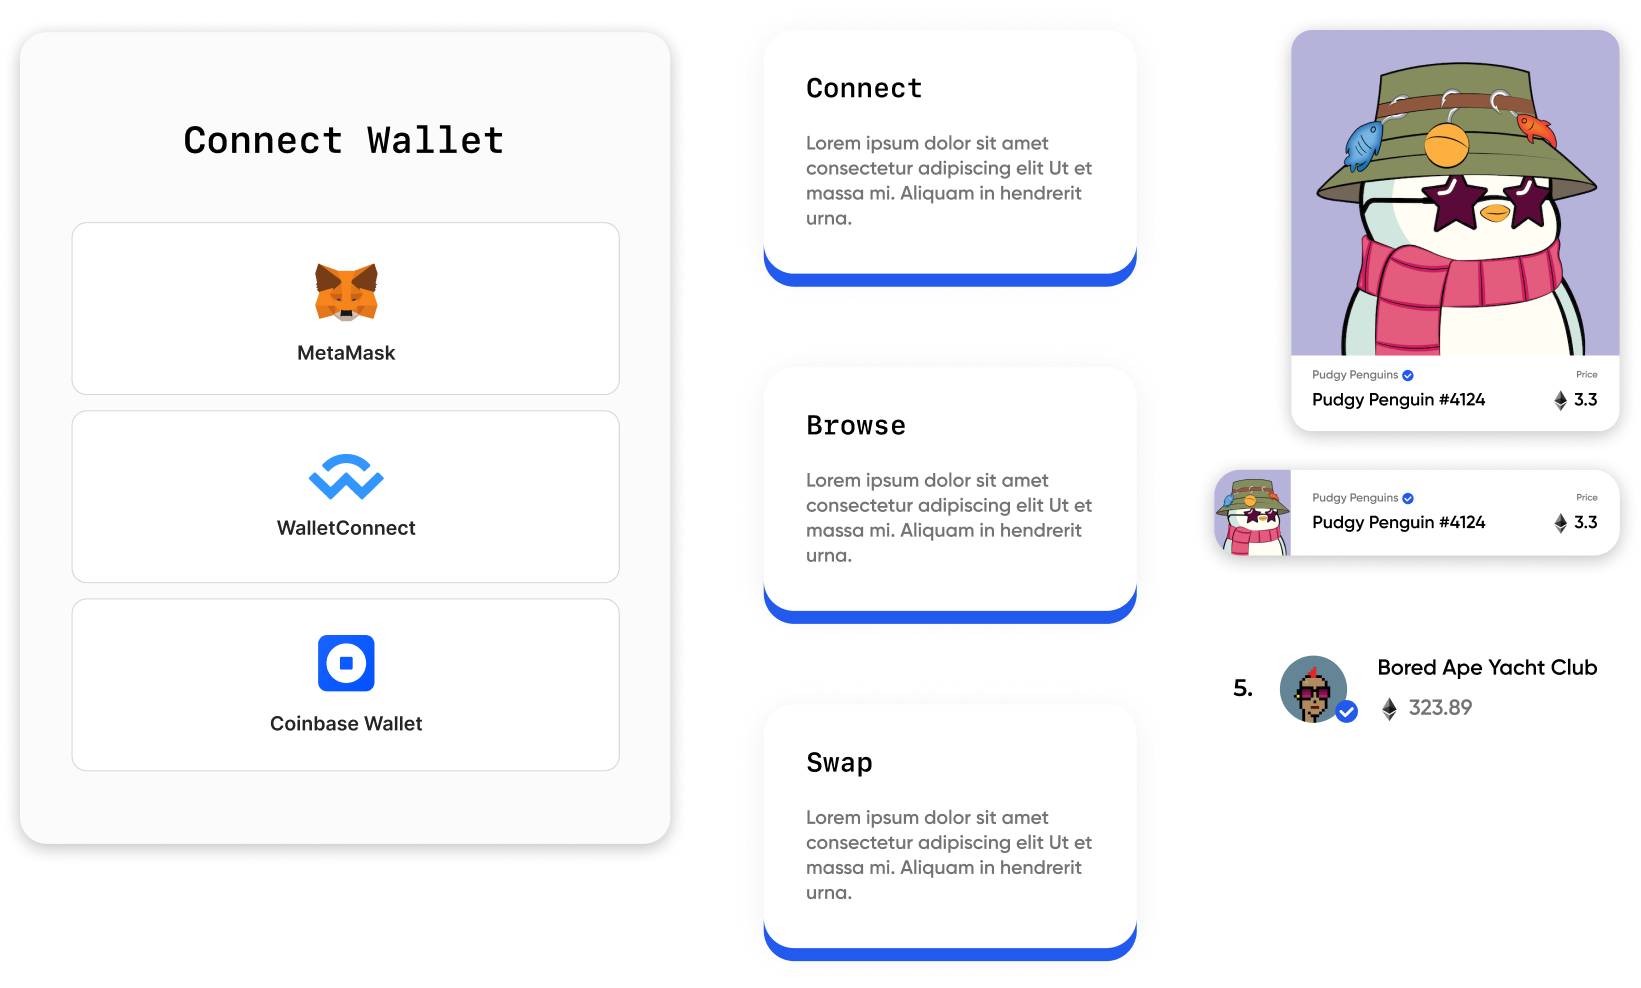 Connect Wallet
MetaMask
WalletConnect
Coinbase Wallet
Connect
Lorem ipsum dolor sit amet
consectetur adipiscing elit Ut et
massa mi. Aliquam in hendrerit
urna.
Browse
Lorem ipsum dolor sit amet
consectetur adipiscing elit Ut et
massa mi. Aliquam in hendrerit
urna.
Swap
Lorem ipsum dolor sit amet
consectetur adipiscing elit Ut et
massa mi. Aliquam in hendrerit
urna.
Pudgy Penguins Price
Pudgy Penguin #4124 3.3
Pudgy Penguins Price
Pudgy Penguin #4124 3.3
5. Bored Ape Yacht Club
323.89